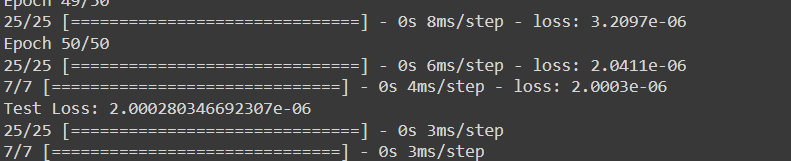 Epoch 49/50
25/25 [==============================] - 0s 8ms/step - loss: 3.2097e-06
Epoch 50/50
25/25 [==============================] - 0s 6ms/step - loss: 2.0411e-06
7/7 [==============================] - 0s 4ms/step - loss: 2.0003e-06
Test Loss: 2.000280346692307e-06
25/25 [==============================] - 0s 3ms/step
7/7 [==============================] - 0s 3ms/step